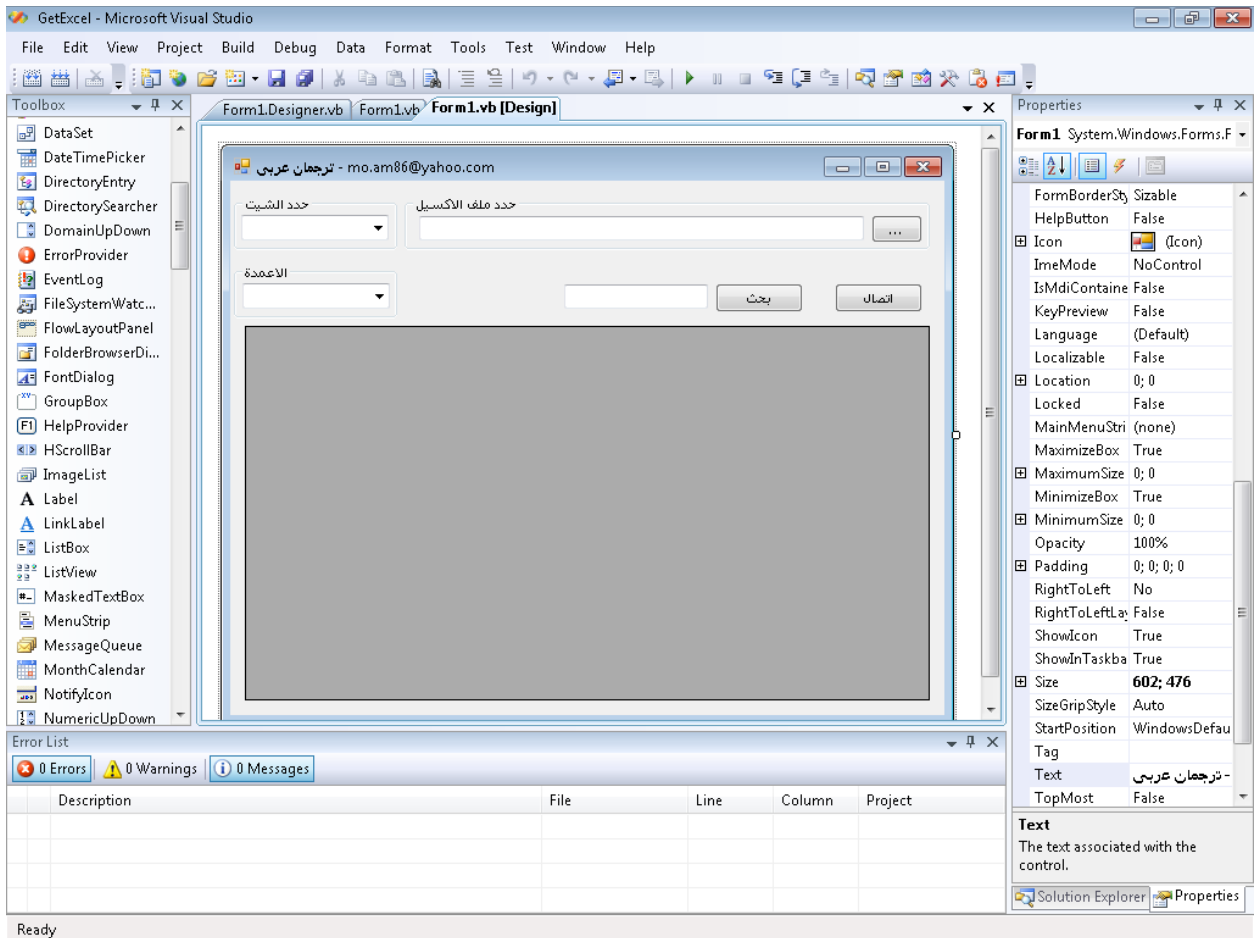 GetExcel - Microsoft Visual Studio
File Edit View Project Build Debug Data Format Tools Test Window Help
Toolbox
DataSet
DateTimePicker
DirectoryEntry
DirectorySearcher
DomainUpDown
ErrorProvider
EventLog
FileSystemWatc...
FlowLayoutPanel
FolderBrowserDi...
FontDialog
GroupBox
HelpProvider
HScrollBar
ImageList
Label
LinkLabel
ListBox
ListView
MaskedTextBox
MenuStrip
MessageQueue
MonthCalendar
NotifyIcon
NumericUpDown
Form1.Designer.vb Form1.vb Form1.vb [Design]
ترجمان عربي - mo.am86@yahoo.com
حدد الشيت
حدد ملف الاكسيل
...
الاعمدة
بحث
اتصال
Properties
Form1 System.Windows.Forms.F
FormBorderSty Sizable
HelpButton False
Icon (Icon)
ImeMode NoControl
IsMdiContaine False
KeyPreview False
Language (Default)
Localizable False
Location 0; 0
Locked False
MainMenuStri (none)
MaximizeBox True
MaximumSize 0; 0
MinimizeBox True
MinimumSize 0; 0
Opacity 100%
Padding 0; 0; 0; 0
RightToLeft No
RightToLeftLay False
ShowIcon True
ShowInTaskba True
Size 602; 476
SizeGripStyle Auto
StartPosition WindowsDefau
Tag
Text ترجمان عربي -
TopMost False
Text
The text associated with the
control.
Solution Explorer Properties
Error List
0 Errors 0 Warnings 0 Messages
Description File Line Column Project
Ready